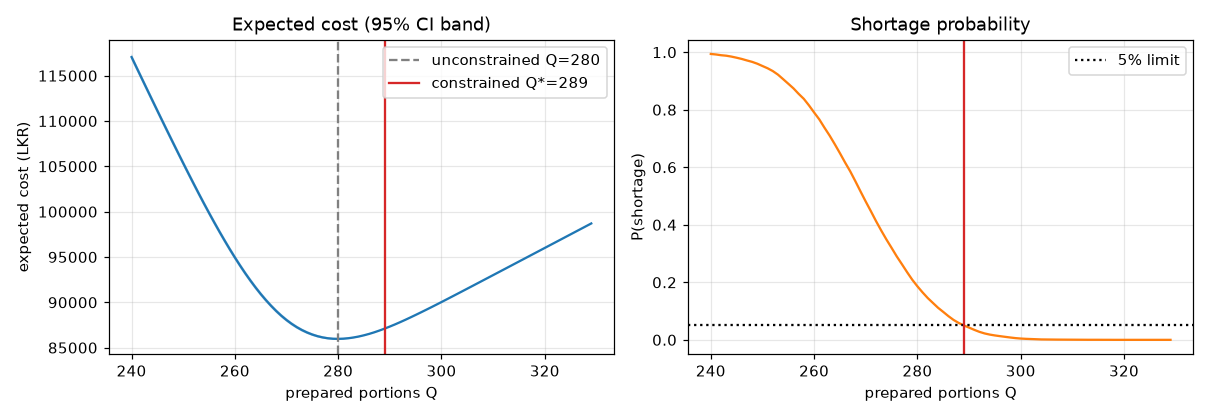 Expected cost (95% CI band)
expected cost (LKR)
115000
110000
105000
100000
95000
90000
85000
unconstrained Q=280
constrained Q*=289
240 260 280 300 320
prepared portions Q
Shortage probability
P(shortage)
1.0
0.8
0.6
0.4
0.2
0.0
5% limit
240 260 280 300 320
prepared portions Q